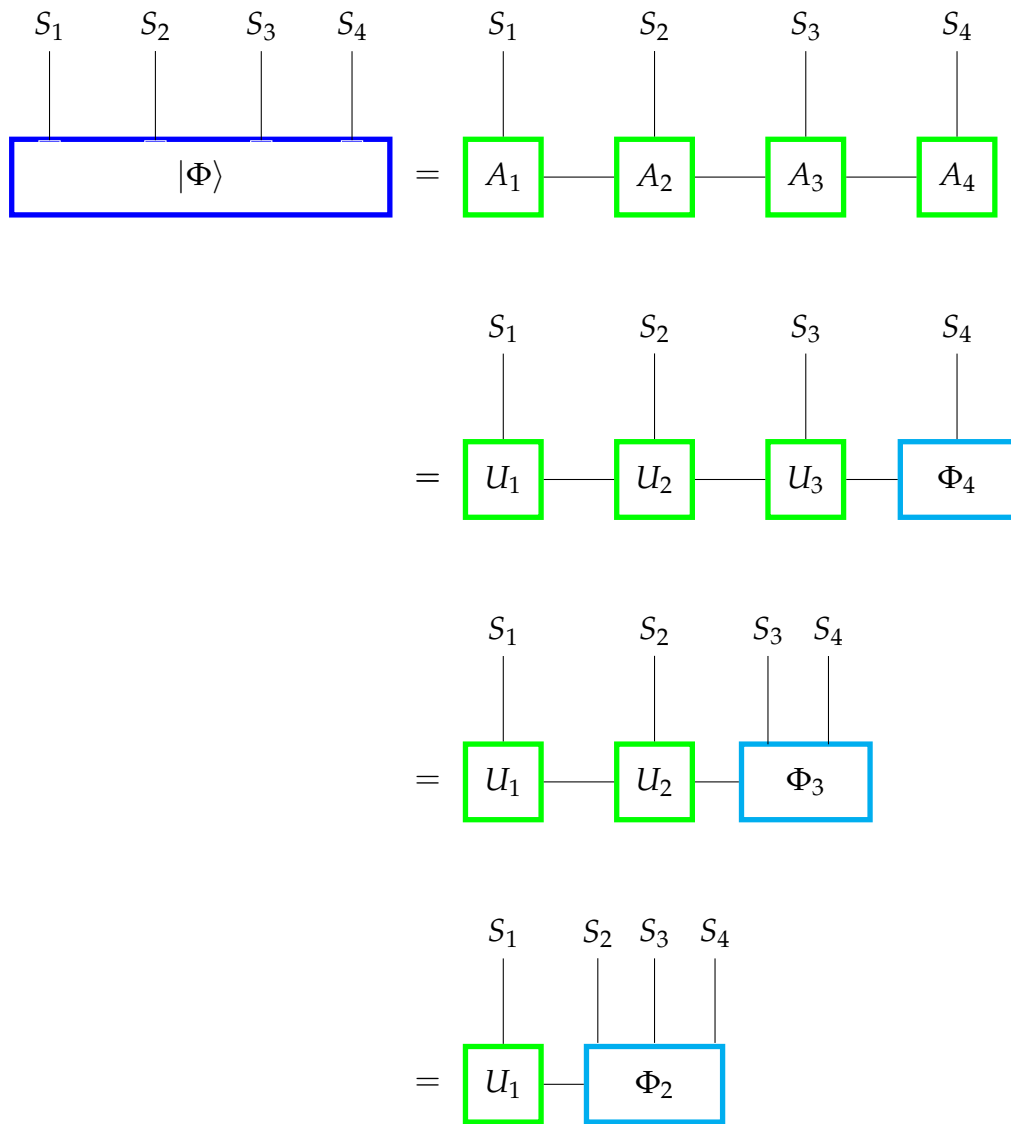 S₁ S₂ S₃ S₄ S₁ S₂ S₃ S₄
|Φ⟩ = A₁ A₂ A₃ A₄
S₁ S₂ S₃ S₄
= U₁ U₂ U₃ Φ₄
S₁ S₂ S₃ S₄
= U₁ U₂ Φ₃
S₁ S₂ S₃ S₄
= U₁ Φ₂